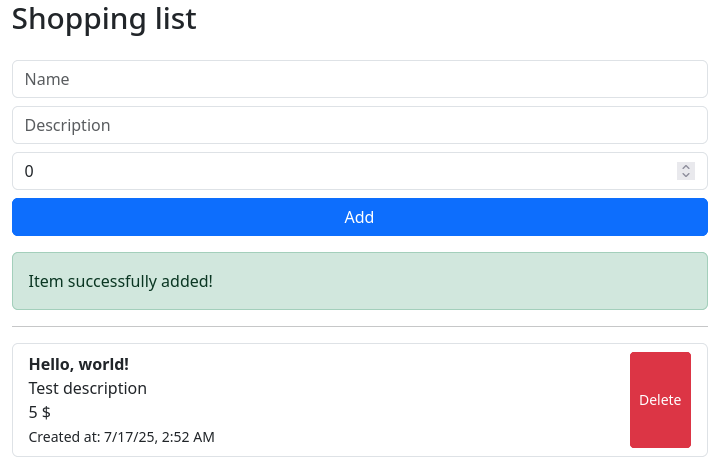 Shopping list
Name
Description
0
Add
Item successfully added!
Hello, world!
Test description
5 $
Created at: 7/17/25, 2:52 AM
Delete